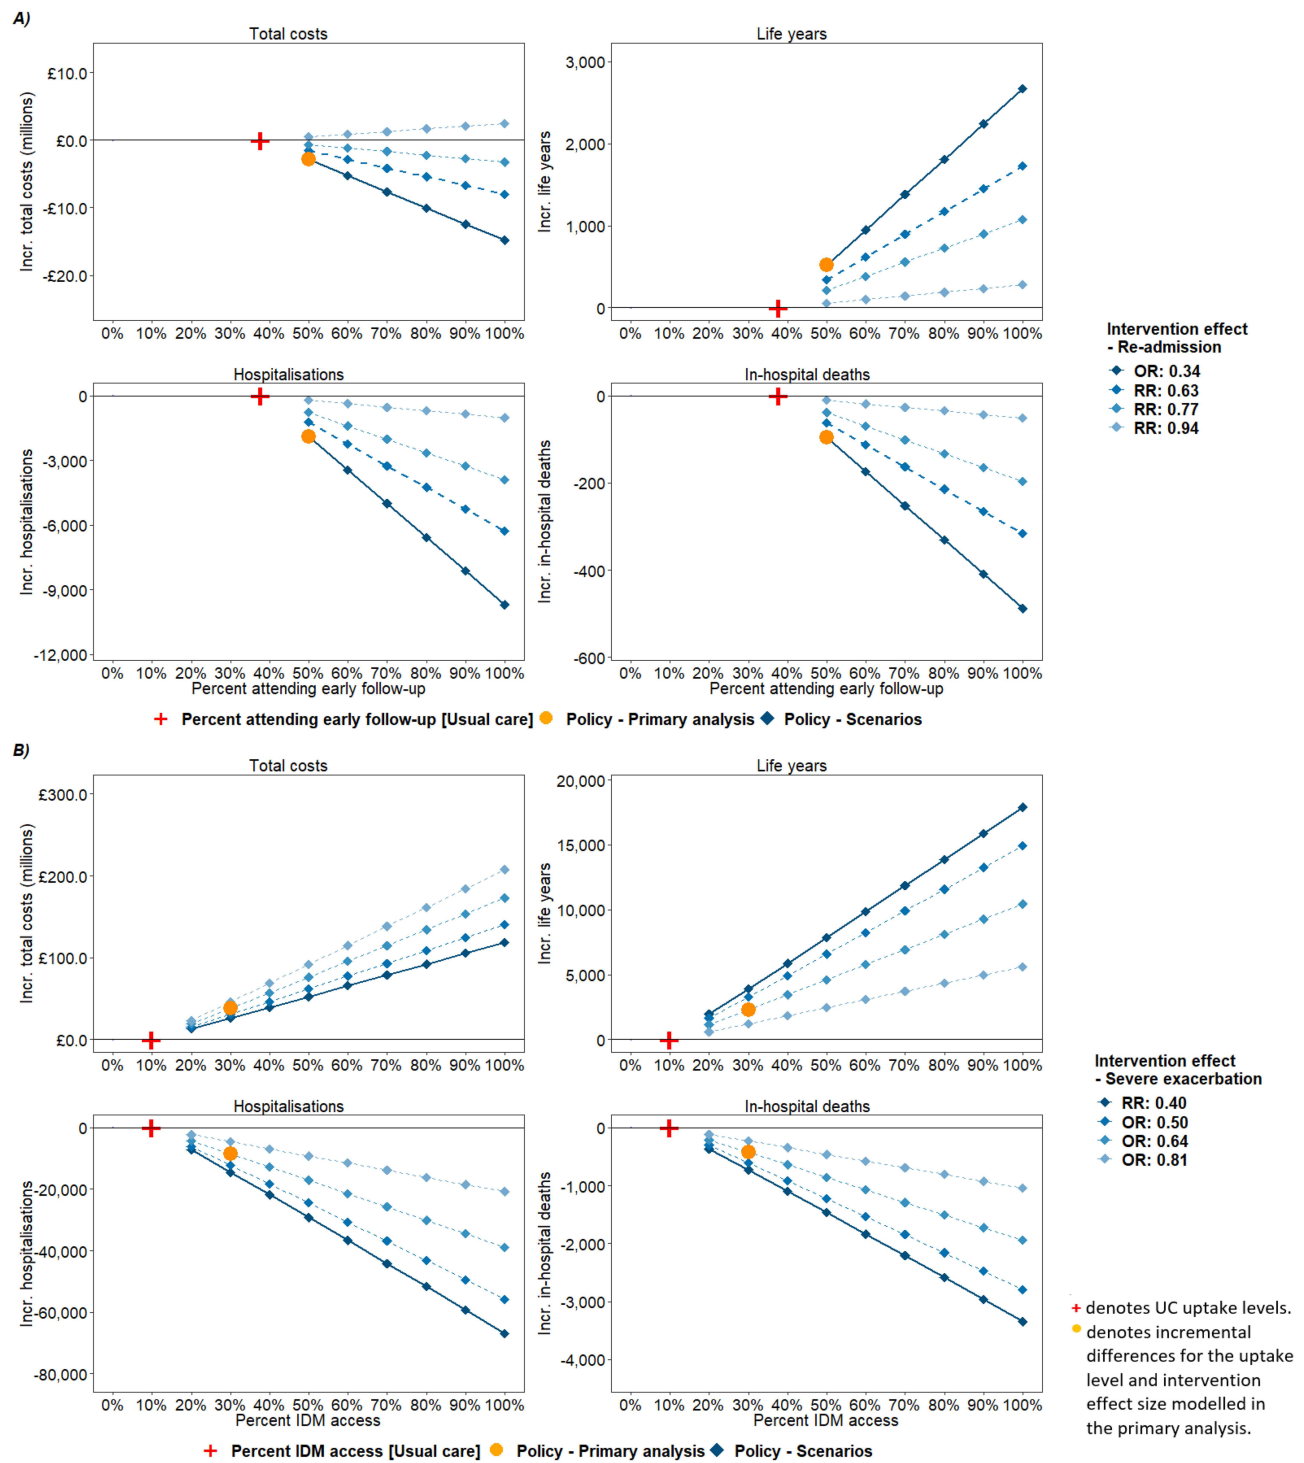 A)
Total costs
£10.0
£0.0
-£10.0
-£20.0
Incr. total costs (millions)
0% 10% 20% 30% 40% 50% 60% 70% 80% 90% 100%
Life years
3,000
2,000
1,000
0
Incr. life years
0% 10% 20% 30% 40% 50% 60% 70% 80% 90% 100%
Hospitalisations
0
-3,000
-6,000
-9,000
-12,000
Incr. hospitalisations
0% 10% 20% 30% 40% 50% 60% 70% 80% 90% 100%
Percent attending early follow-up
In-hospital deaths
0
-200
-400
-600
Incr. in-hospital deaths
0% 10% 20% 30% 40% 50% 60% 70% 80% 90% 100%
Percent attending early follow-up
Intervention effect
- Re-admission
OR: 0.34
RR: 0.63
RR: 0.77
RR: 0.94
Percent attending early follow-up [Usual care] Policy - Primary analysis Policy - Scenarios
B)
Total costs
£300.0
£200.0
£100.0
£0.0
Incr. total costs (millions)
0% 10% 20% 30% 40% 50% 60% 70% 80% 90% 100%
Life years
20,000
15,000
10,000
5,000
0
Incr. life years
0% 10% 20% 30% 40% 50% 60% 70% 80% 90% 100%
Hospitalisations
0
-20,000
-40,000
-60,000
-80,000
Incr. hospitalisations
0% 10% 20% 30% 40% 50% 60% 70% 80% 90% 100%
Percent IDM access
In-hospital deaths
0
-1,000
-2,000
-3,000
-4,000
Incr. in-hospital deaths
0% 10% 20% 30% 40% 50% 60% 70% 80% 90% 100%
Percent IDM access
Intervention effect
- Severe exacerbation
RR: 0.40
OR: 0.50
OR: 0.64
OR: 0.81
denotes UC uptake levels.
denotes incremental
differences for the uptake
level and intervention
effect size modelled in
the primary analysis.
Percent IDM access [Usual care] Policy - Primary analysis Policy - Scenarios